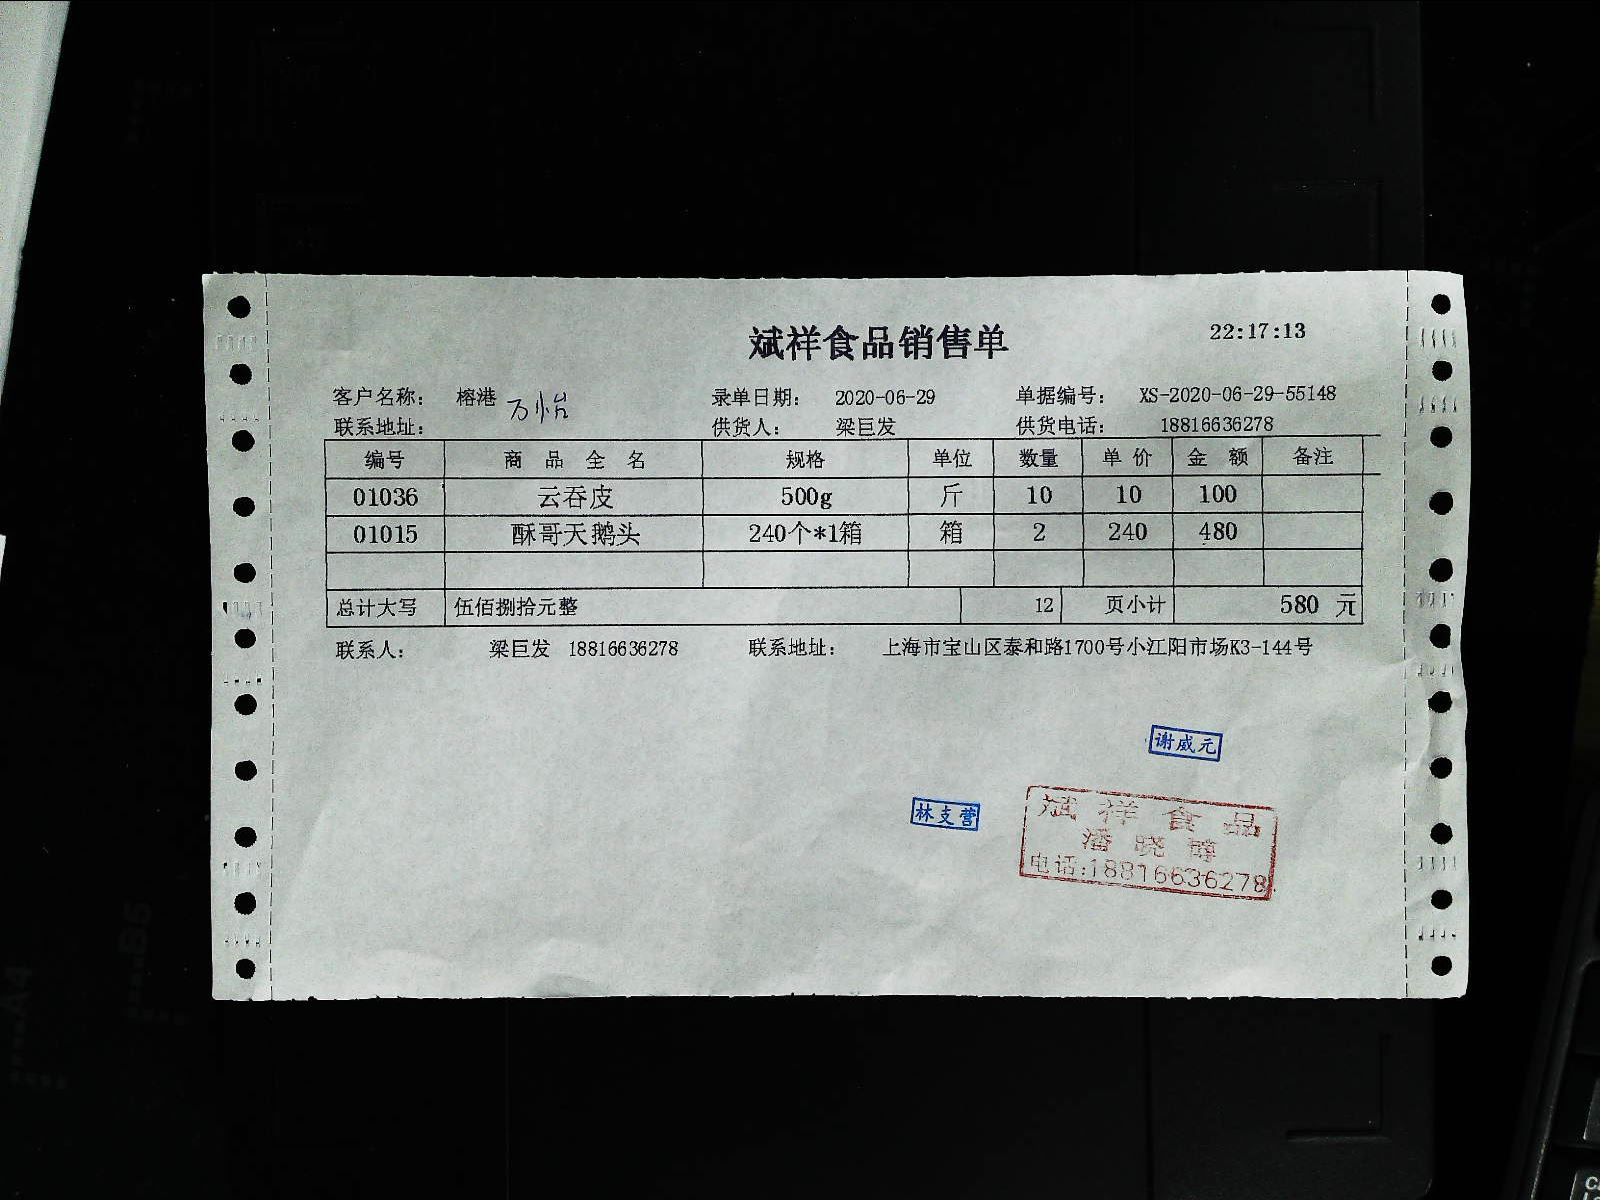 斌祥食品销售单 22:17:13
客户名称： 榕港 万怡 录单日期： 2020-06-29 单据编号： XS-2020-06-29-55148
联系地址： 供货人： 梁巨发 供货电话： 18816636278
编号 商 品 全 名 规格 单位 数量 单 价 金 额 备注
01036 云吞皮 500g 斤 10 10 100
01015 酥哥天鹅头 240个*1箱 箱 2 240 480
总计大写 伍佰捌拾元整 12 页小计 580 元
联系人： 梁巨发 18816636278 联系地址： 上海市宝山区泰和路1700号小江阳市场K3-144号
谢威元
林支营
斌祥食品
潘晓
电话:18816636278
B5
A4